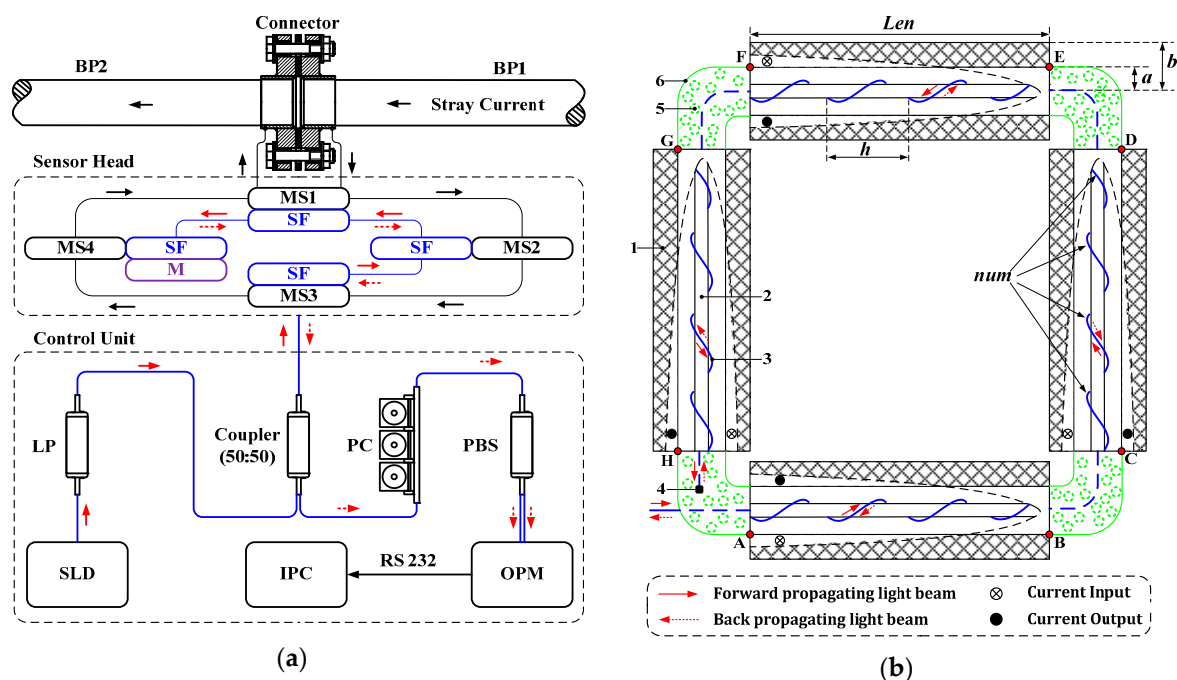 (a)
Connector
BP2
BP1
Stray Current
Sensor Head
MS1
SF
MS4
SF
SF
MS2
M
SF
MS3
Control Unit
LP
Coupler
(50:50)
PC
PBS
SLD
IPC
RS 232
OPM
(a)
Len
F
E
b
a
6
5
G
D
h
1
num
2
3
H
C
4
A
B
Forward propagating light beam
Current Input
Back propagating light beam
Current Output
(b)